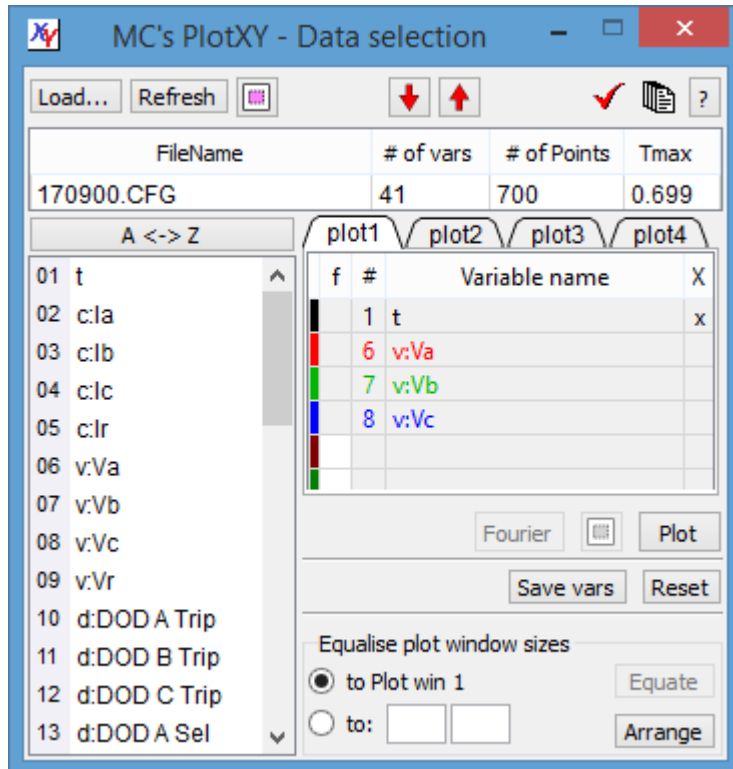 MC's PlotXY - Data selection
Load... Refresh ?
FileName # of vars # of Points Tmax
170900.CFG 41 700 0.699
A <-> Z
plot1 plot2 plot3 plot4
01 t
02 c:Ia
03 c:Ib
04 c:Ic
05 c:Ir
06 v:Va
07 v:Vb
08 v:Vc
09 v:Vr
10 d:DOD A Trip
11 d:DOD B Trip
12 d:DOD C Trip
13 d:DOD A Sel
f # Variable name X
1 t x
6 v:Va
7 v:Vb
8 v:Vc
Fourier Plot
Save vars Reset
Equalise plot window sizes
to Plot win 1 Equate
to: Arrange